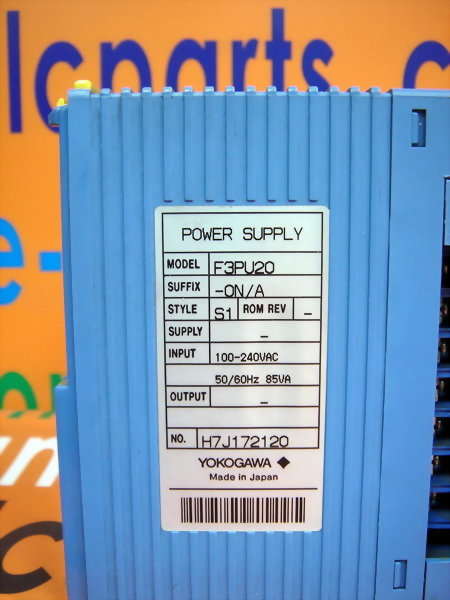 lcparts.c
e-
POWER SUPPLY
MODEL F3PU20
SUFFIX -0N/A
STYLE S1 ROM REV -
SUPPLY -
INPUT 100-240VAC
50/60Hz 85VA
OUTPUT -
NO. H7J172120
YOKOGAWA ◆
Made in Japan